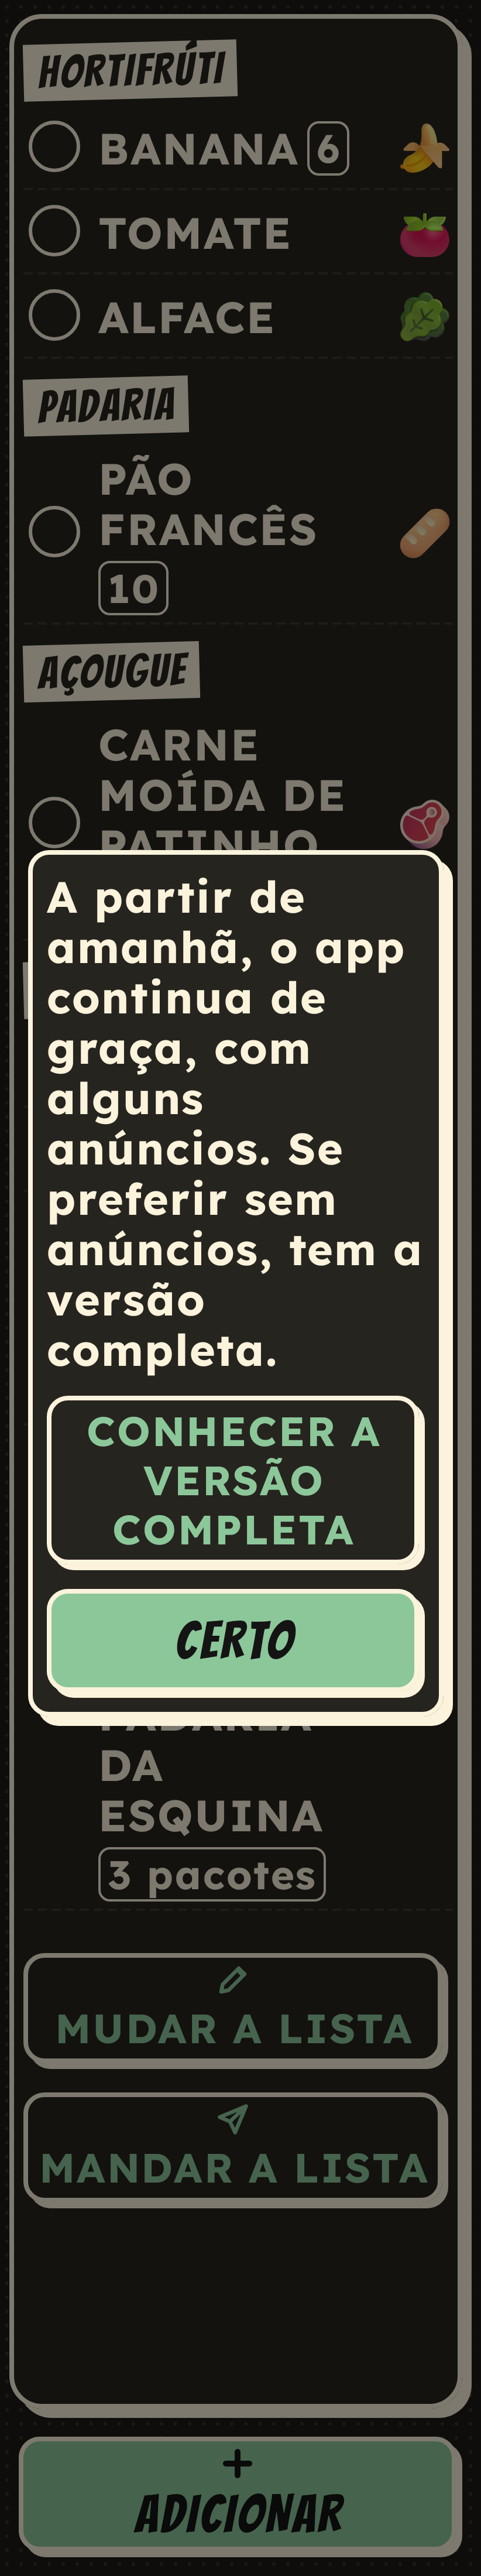 HORTIFRÚTI
BANANA 6
TOMATE
ALFACE
PADARIA
PÃO
FRANCÊS
10
AÇOUGUE
CARNE
MOÍDA DE
PATINHO
A partir de
amanhã, o app
continua de
graça, com
alguns
anúncios. Se
preferir sem
anúncios, tem a
versão
completa.
CONHECER A
VERSÃO
COMPLETA
CERTO
PADARIA
DA
ESQUINA
3 pacotes
MUDAR A LISTA
MANDAR A LISTA
ADICIONAR